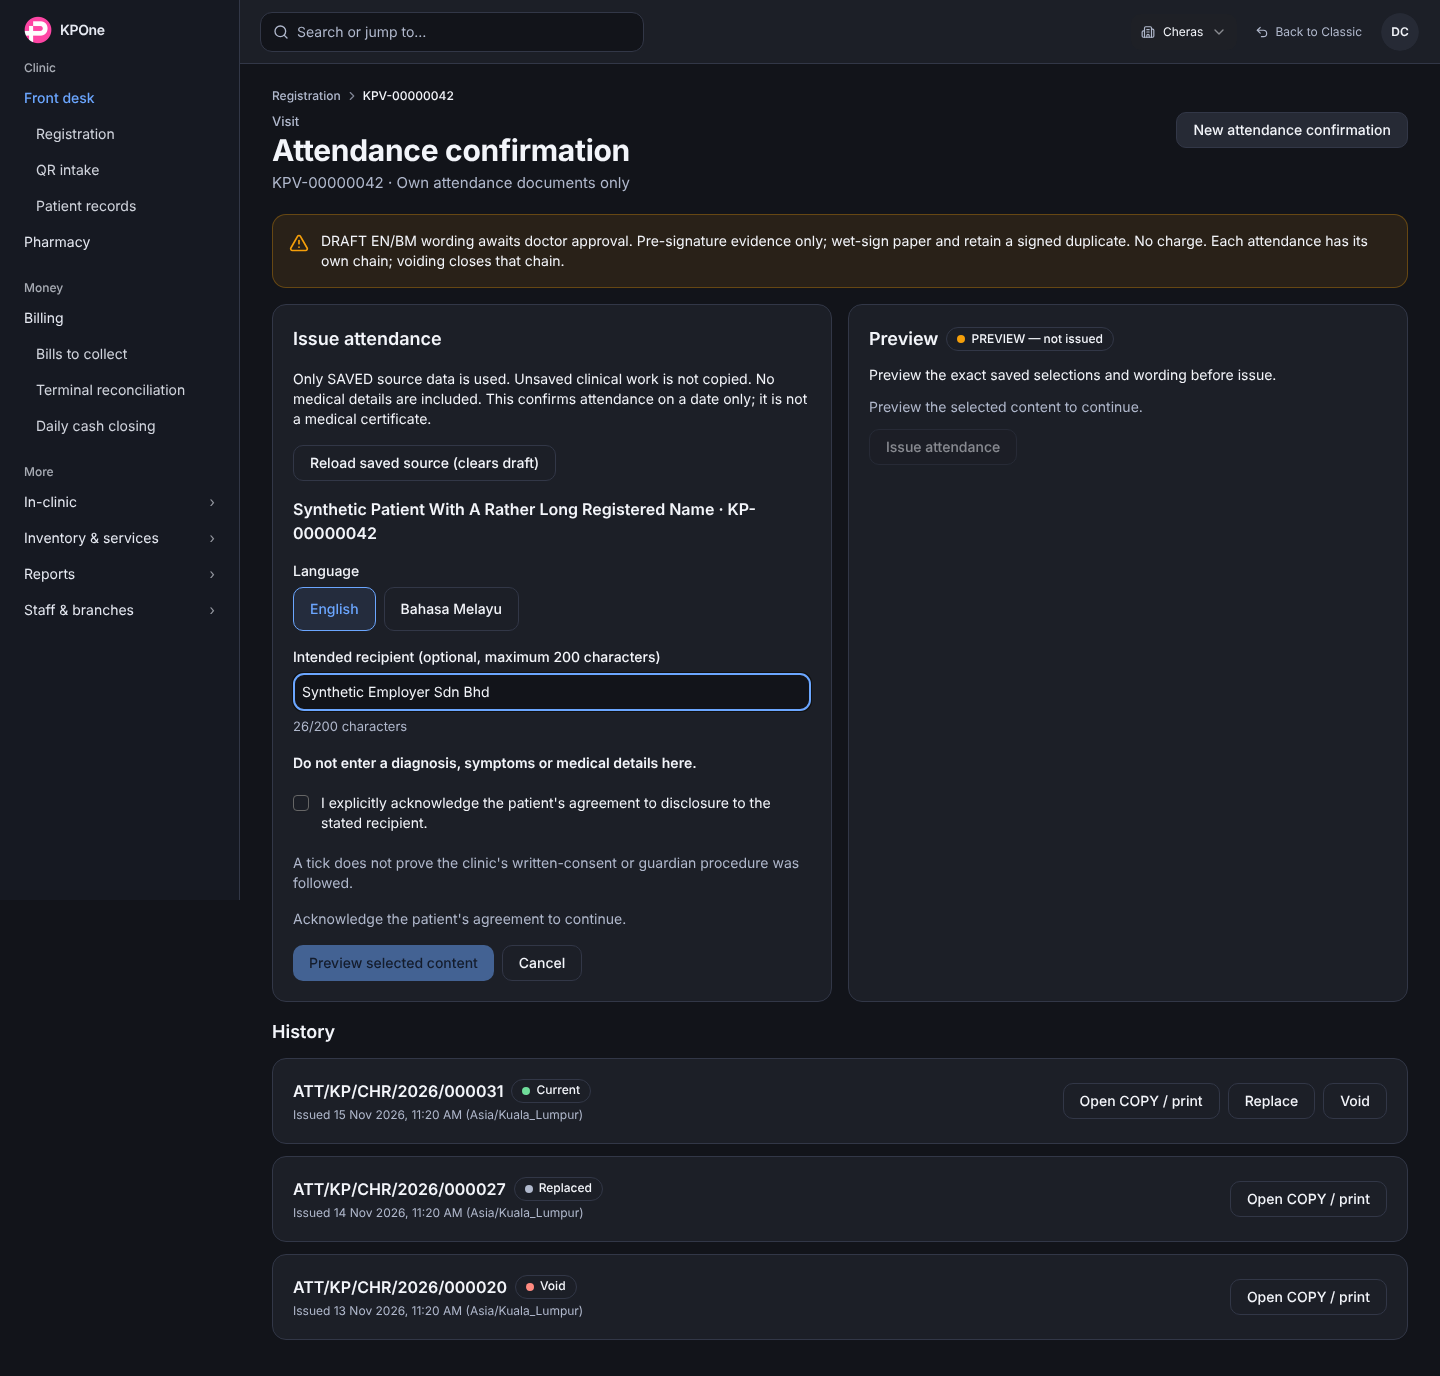 KPOne
Search or jump to...
Cheras
Back to Classic
DC
Clinic
Front desk
Registration
QR intake
Patient records
Pharmacy
Money
Billing
Bills to collect
Terminal reconciliation
Daily cash closing
More
In-clinic
Inventory & services
Reports
Staff & branches
Registration > KPV-00000042
Visit
Attendance confirmation
KPV-00000042 · Own attendance documents only
New attendance confirmation
DRAFT EN/BM wording awaits doctor approval. Pre-signature evidence only; wet-sign paper and retain a signed duplicate. No charge. Each attendance has its
own chain; voiding closes that chain.
Issue attendance
Only SAVED source data is used. Unsaved clinical work is not copied. No
medical details are included. This confirms attendance on a date only; it is not
a medical certificate.
Reload saved source (clears draft)
Synthetic Patient With A Rather Long Registered Name · KP-
00000042
Language
English
Bahasa Melayu
Intended recipient (optional, maximum 200 characters)
Synthetic Employer Sdn Bhd
26/200 characters
Do not enter a diagnosis, symptoms or medical details here.
I explicitly acknowledge the patient's agreement to disclosure to the
stated recipient.
A tick does not prove the clinic's written-consent or guardian procedure was
followed.
Acknowledge the patient's agreement to continue.
Preview selected content
Cancel
Preview
PREVIEW — not issued
Preview the exact saved selections and wording before issue.
Preview the selected content to continue.
Issue attendance
History
ATT/KP/CHR/2026/000031
Current
Issued 15 Nov 2026, 11:20 AM (Asia/Kuala_Lumpur)
Open COPY / print
Replace
Void
ATT/KP/CHR/2026/000027
Replaced
Issued 14 Nov 2026, 11:20 AM (Asia/Kuala_Lumpur)
Open COPY / print
ATT/KP/CHR/2026/000020
Void
Issued 13 Nov 2026, 11:20 AM (Asia/Kuala_Lumpur)
Open COPY / print